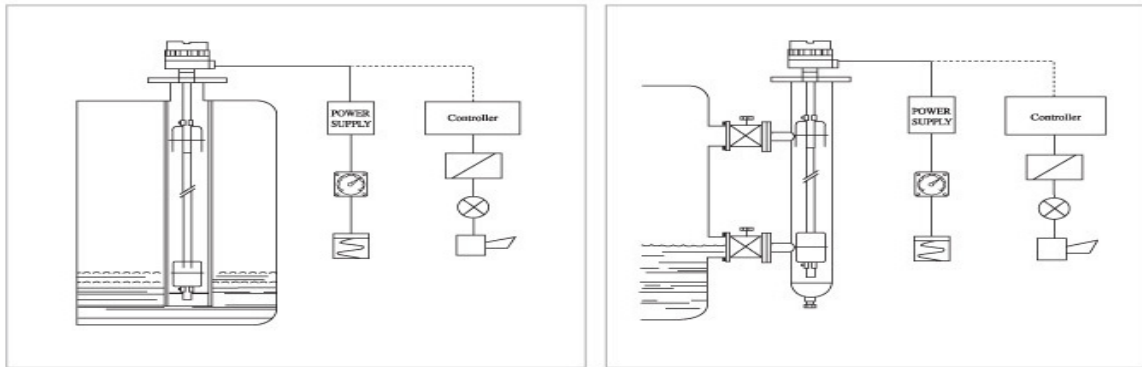 POWER
SUPPLY
Controller
POWER
SUPPLY
Controller